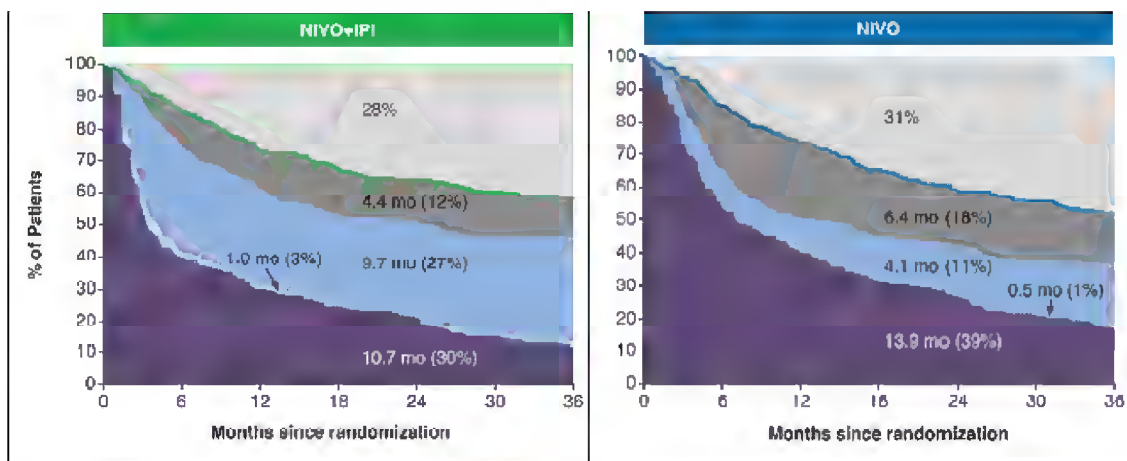 NIVO+IPI
100
90
80
70
60
50
40
30
20
10
0
% of Patients
28%
4.4 mo (12%)
1.0 mo (3%)
9.7 mo (27%)
10.7 mo (30%)
0 6 12 18 24 30 36
Months since randomization
NIVO
100
90
80
70
60
50
40
30
20
10
0
31%
6.4 mo (18%)
4.1 mo (11%)
0.5 mo (1%)
13.9 mo (39%)
0 6 12 18 24 30 36
Months since randomization